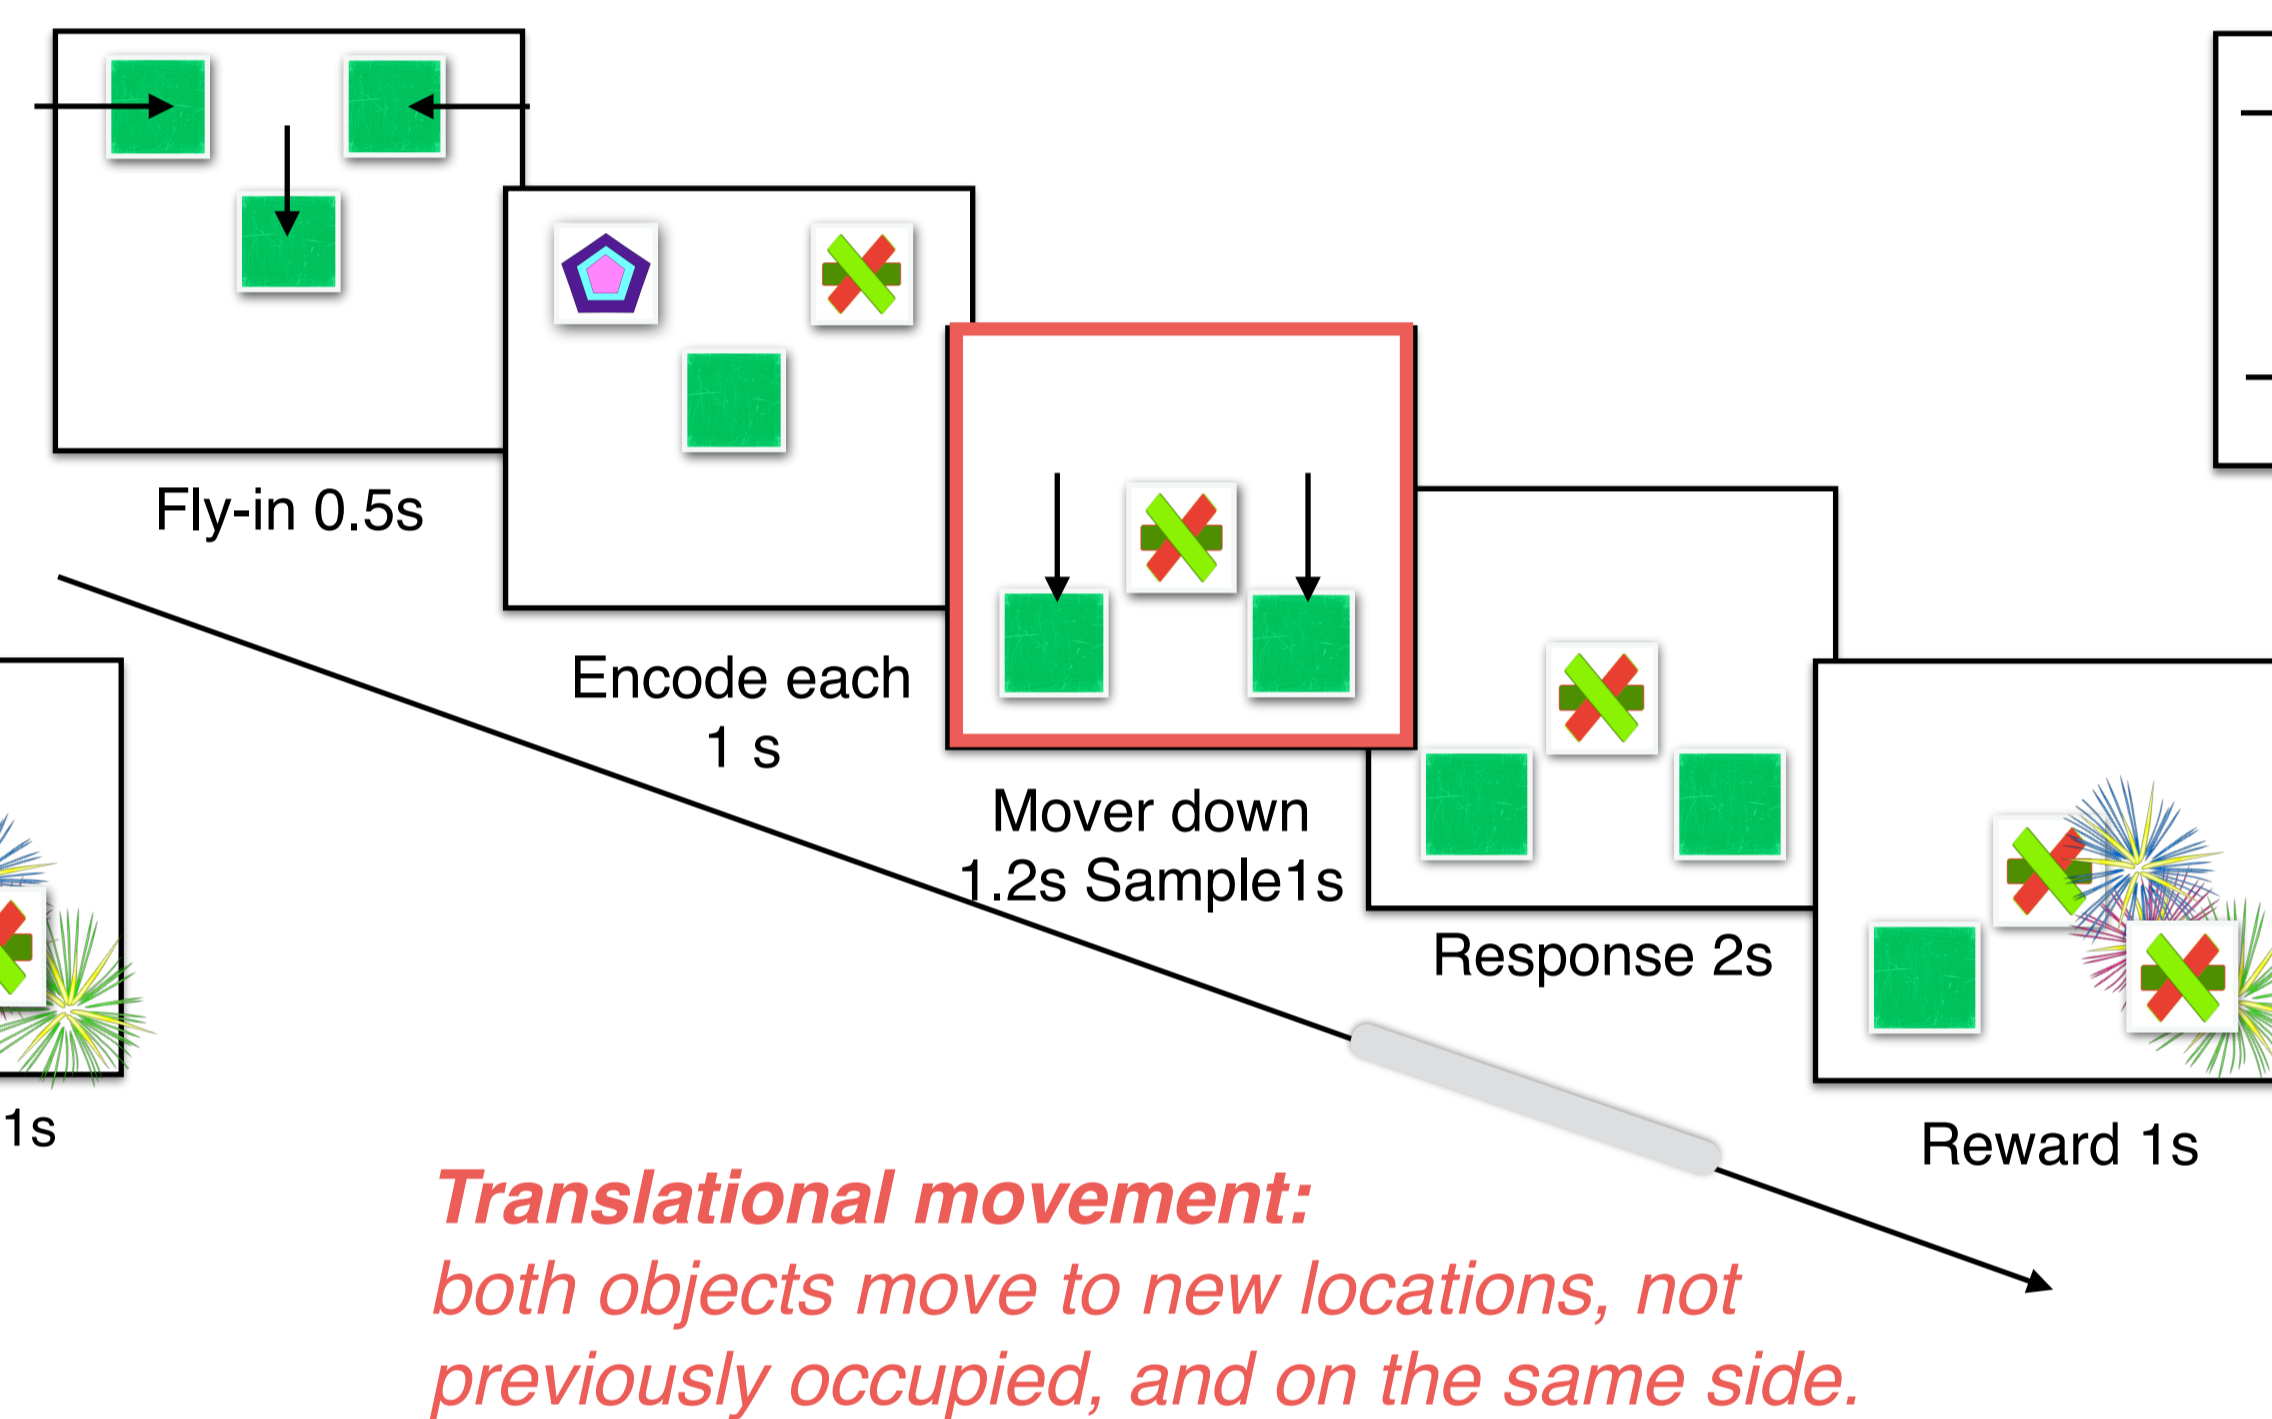 Fly-in 0.5s
Encode each
1 s
Mover down
1.2s Sample1s
Response 2s
Reward 1s
1s
Translational movement:
both objects move to new locations, not
previously occupied, and on the same side.